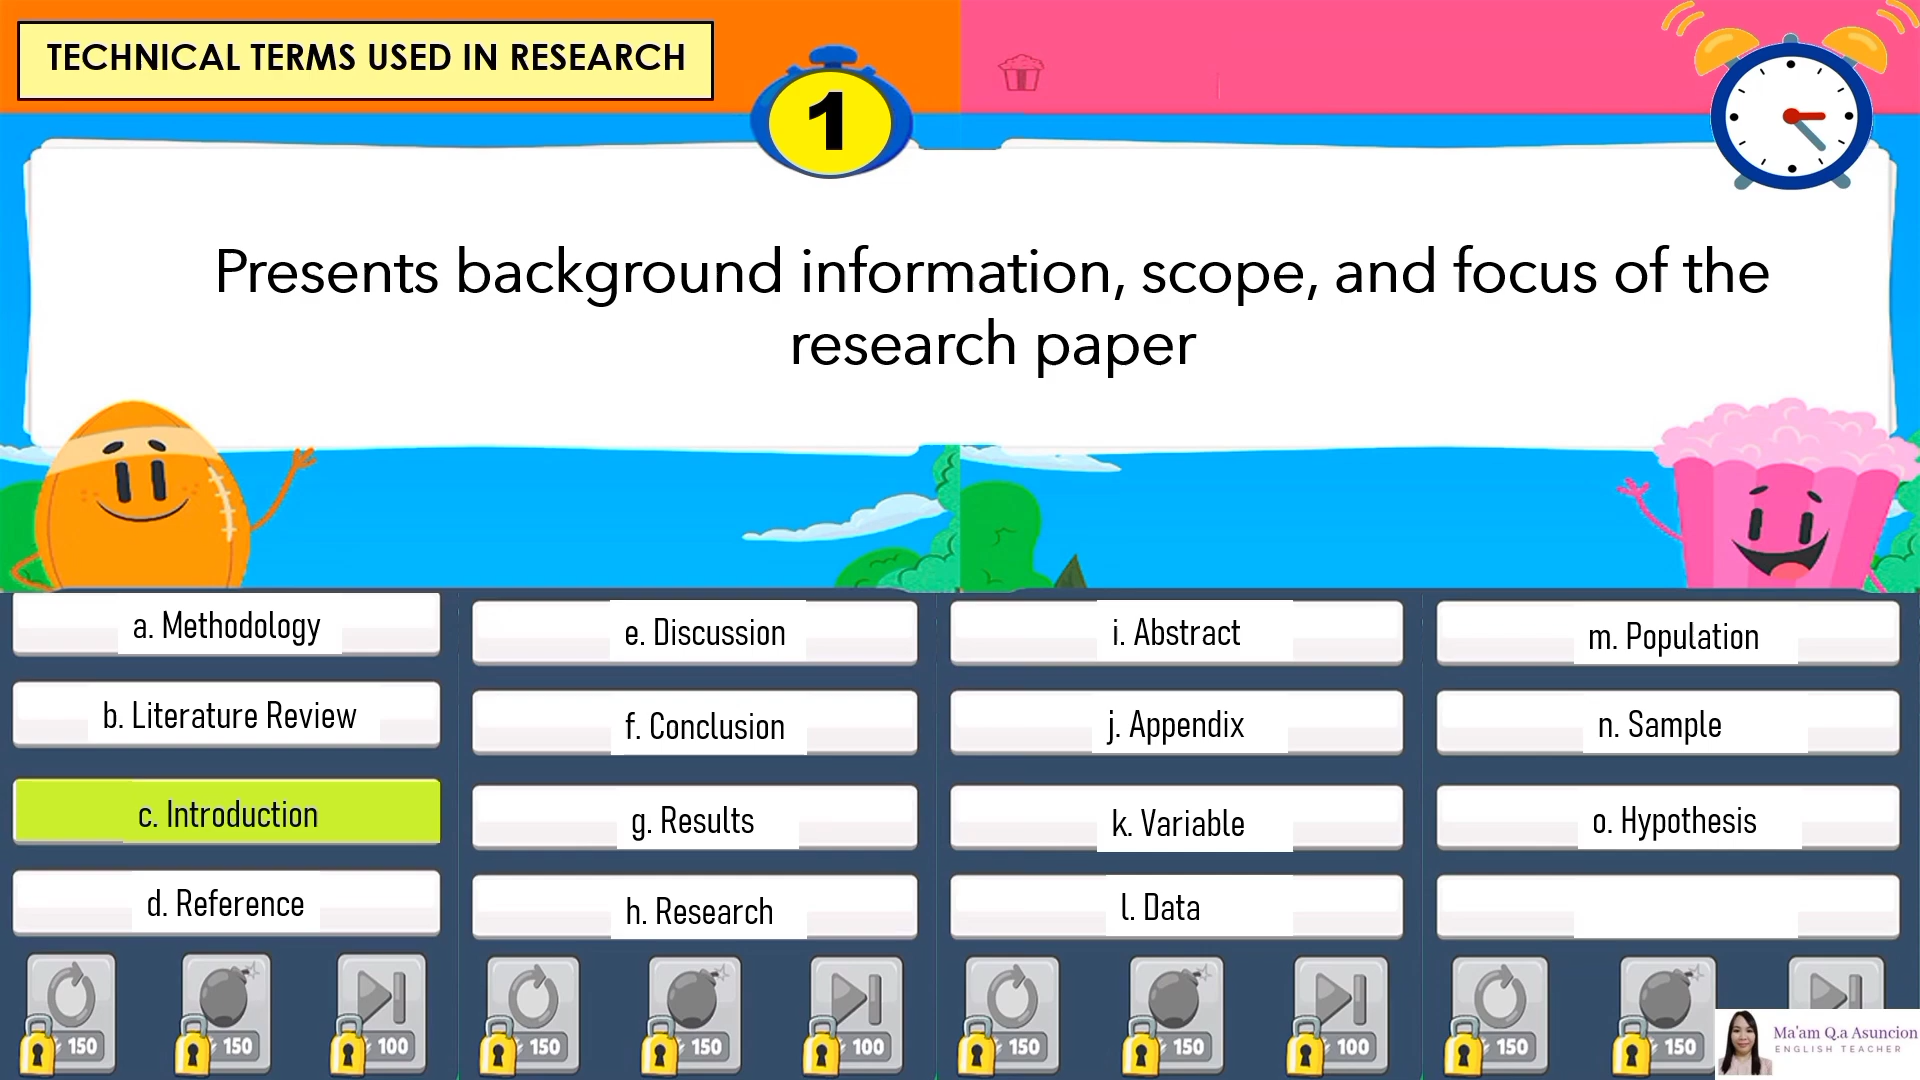 TECHNICAL TERMS USED IN RESEARCH
1
Presents background information, scope, and focus of the
research paper
a. Methodology
b. Literature Review
c. Introduction
d. Reference
e. Discussion
f. Conclusion
g. Results
h. Research
i. Abstract
j. Appendix
k. Variable
l. Data
m. Population
n. Sample
o. Hypothesis
150
150
100
150
150
100
150
150
100
150
150
Ma'am Q.a Asuncion
ENGLISH TEACHER